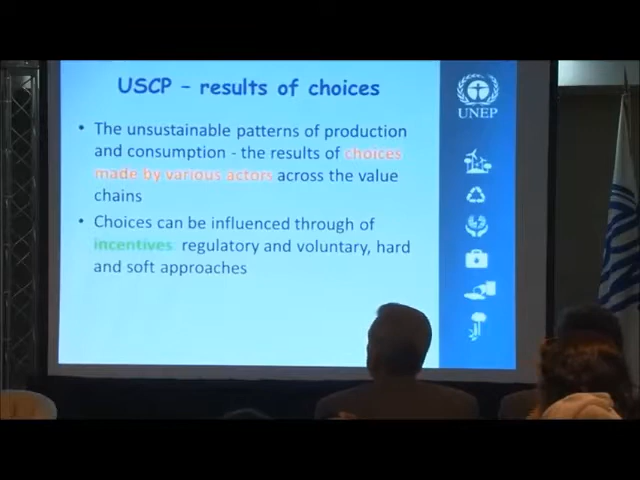 USCP – results of choices
• The unsustainable patterns of production
and consumption - the results of choices
made by various actors across the value
chains
• Choices can be influenced through of
incentives regulatory and voluntary, hard
and soft approaches
UNEP